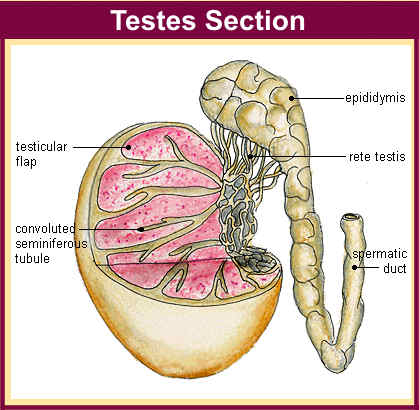 Testes Section
epididymis
testicular
flap
rete testis
convoluted
seminiferous
tubule
spermatic
duct